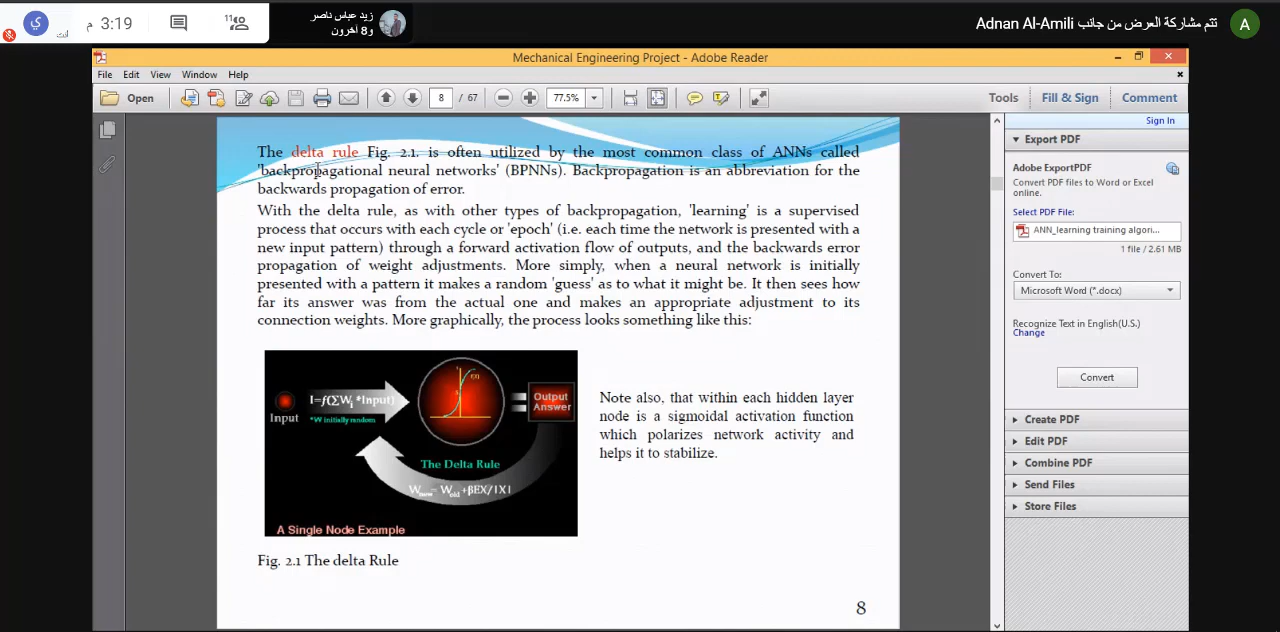 ي
أنت
3:19 م
11
زيد عباس ناصر
و8 آخرون
تتم مشاركة العرض من جانب Adnan Al-Amili
A
Mechanical Engineering Project - Adobe Reader
File Edit View Window Help
Open 8 / 67 77.5% Tools Fill & Sign Comment
Sign In
The delta rule Fig. 2.1. is often utilized by the most common class of ANNs called
'backpropagational neural networks' (BPNNs). Backpropagation is an abbreviation for the
backwards propagation of error.
With the delta rule, as with other types of backpropagation, 'learning' is a supervised
process that occurs with each cycle or 'epoch' (i.e. each time the network is presented with a
new input pattern) through a forward activation flow of outputs, and the backwards error
propagation of weight adjustments. More simply, when a neural network is initially
presented with a pattern it makes a random 'guess' as to what it might be. It then sees how
far its answer was from the actual one and makes an appropriate adjustment to its
connection weights. More graphically, the process looks something like this:
Input
I=f(ΣWi *Input)
*W initially random
Output
Answer
The Delta Rule
Wnew= Wold +βEX/|X|
A Single Node Example
Note also, that within each hidden layer
node is a sigmoidal activation function
which polarizes network activity and
helps it to stabilize.
Fig. 2.1 The delta Rule
8
Export PDF
Adobe ExportPDF
Convert PDF files to Word or Excel
online.
Select PDF File:
ANN_learning training algori...
1 file / 2.61 MB
Convert To:
Microsoft Word (*.docx)
Recognize Text in English(U.S.)
Change
Convert
Create PDF
Edit PDF
Combine PDF
Send Files
Store Files